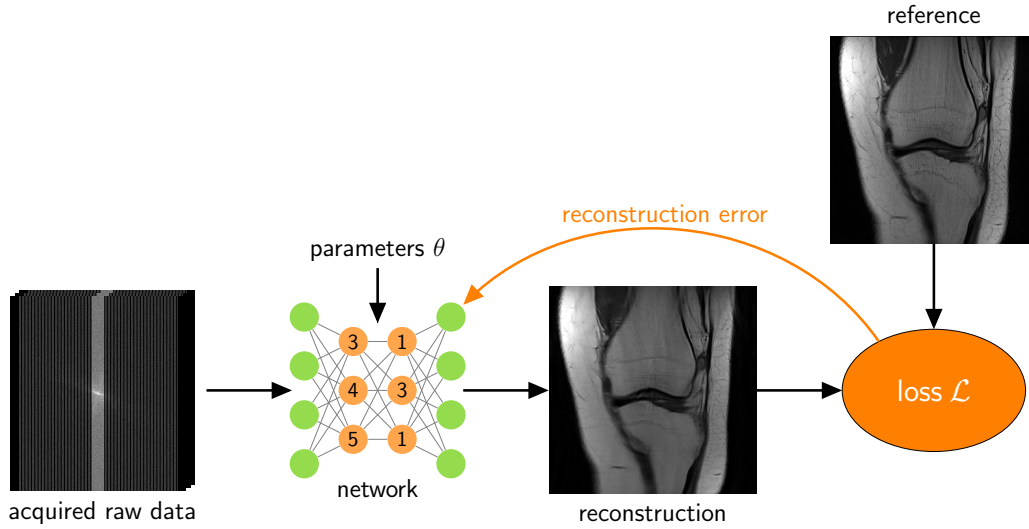 reference
reconstruction error
parameters θ
3 1
4 3
5 1
loss ℒ
network
acquired raw data
reconstruction